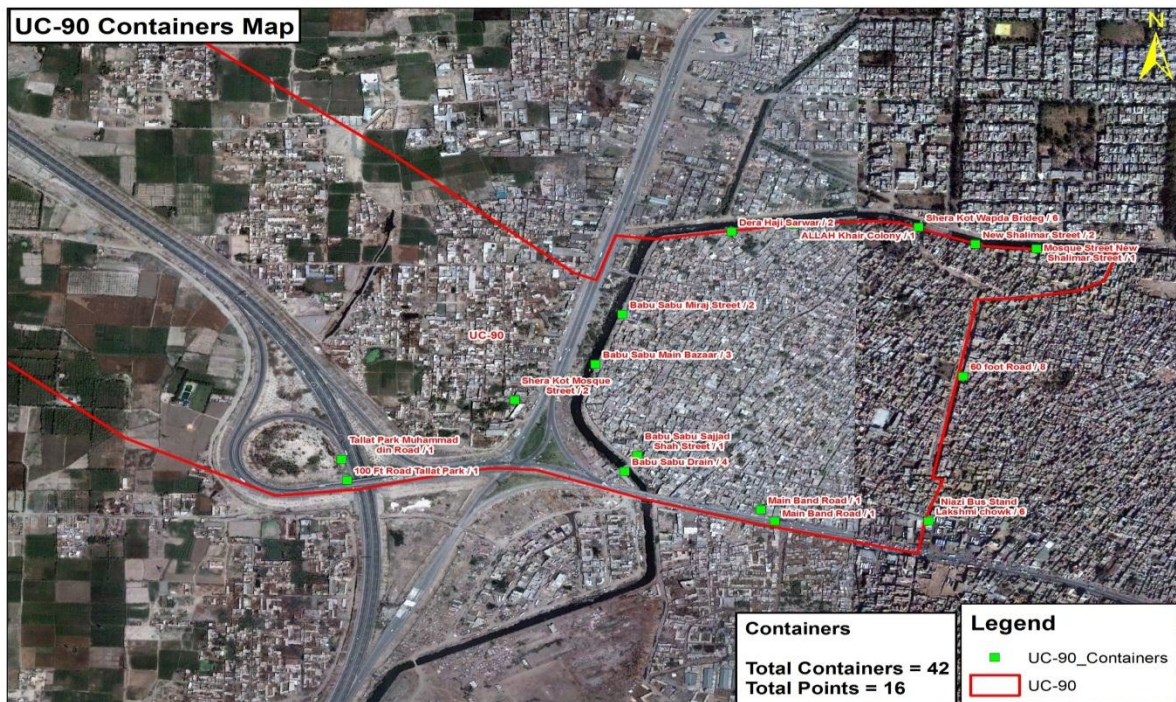 UC-90 Containers Map
N
Dera Haji Sarwar / 2
Shera Kot Wapda Brideg / 6
ALLAH Khair Colony / 1
New Shalimar Street / 2
Mosque Street New
Shalimar Street / 1
Babu Sabu Miraj Street / 2
UC-90
Babu Sabu Main Bazaar / 3
60 foot Road / 8
Shera Kot Mosque
Street / 2
Tallat Park Muhammad
din Road / 1
Babu Sabu Sajjad
Shah Street / 1
100 Ft Road Tallat Park / 1
Babu Sabu Drain / 4
Main Band Road / 1
Main Band Road / 1
Niazi Bus Stand
Lakshmi chowk / 6
Containers
Total Containers = 42
Total Points = 16
Legend
UC-90_Containers
UC-90